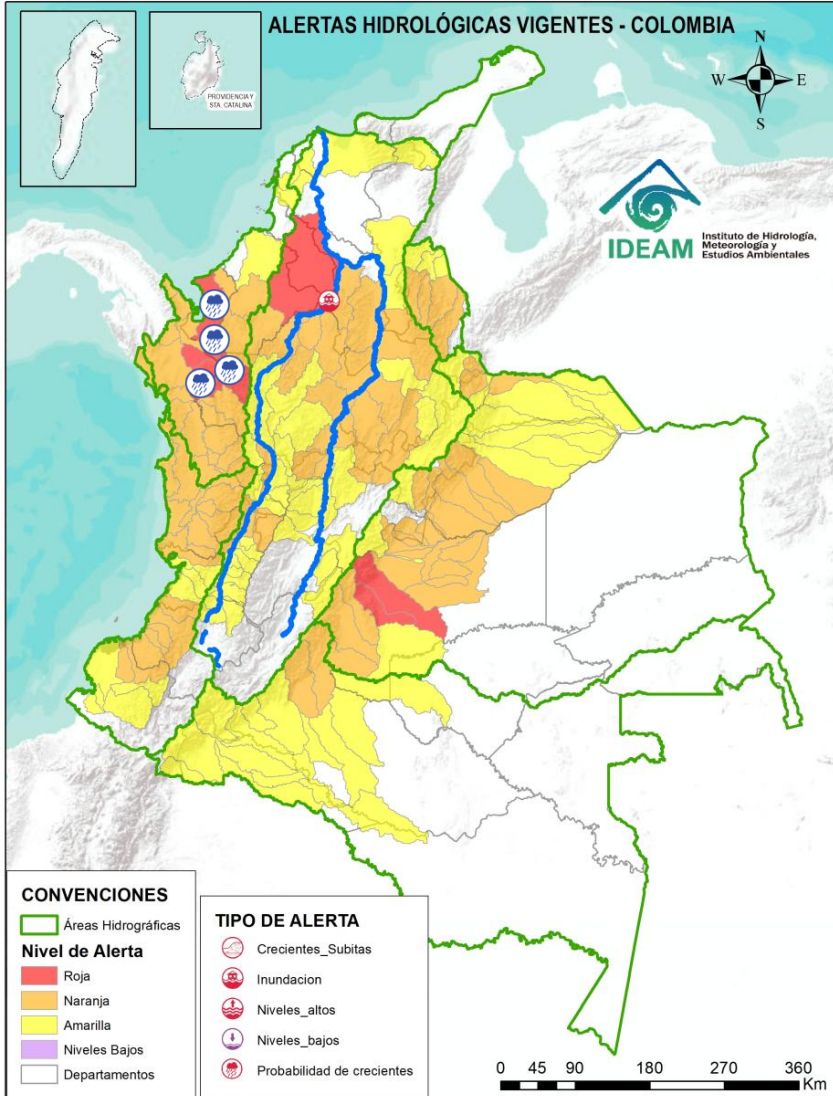 ALERTAS HIDROLÓGICAS VIGENTES - COLOMBIA
PROVIDENCIA Y
STA. CATALINA
N
W
E
S
IDEAM
Instituto de Hidrología,
Meteorología y
Estudios Ambientales
CONVENCIONES
Áreas Hidrográficas
Nivel de Alerta
Roja
Naranja
Amarilla
Niveles Bajos
Departamentos
TIPO DE ALERTA
Crecientes_Subitas
Inundacion
Niveles_altos
Niveles_bajos
Probabilidad de crecientes
0 45 90 180 270 360
Km